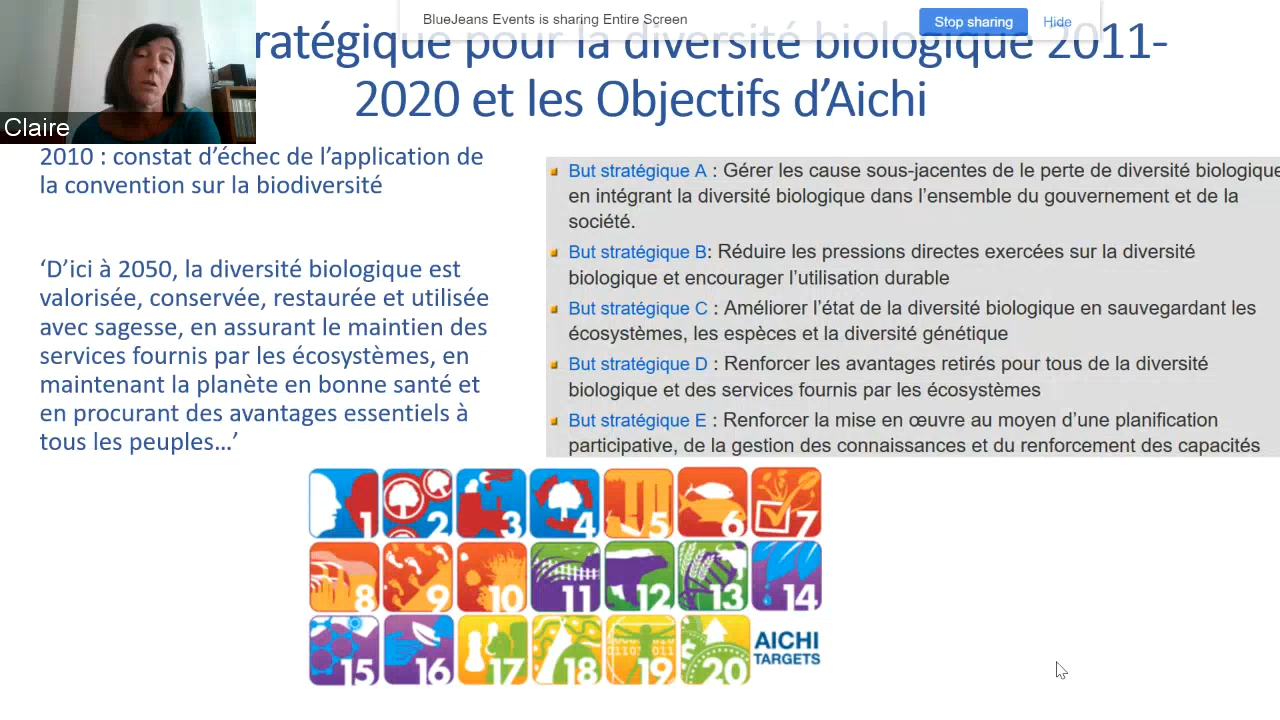 BlueJeans Events is sharing Entire Screen
Stop sharing
Hide
ratégique pour la diversité biologique 2011-
2020 et les Objectifs d'Aichi
Claire
2010 : constat d'échec de l'application de
la convention sur la biodiversité
‘D'ici à 2050, la diversité biologique est
valorisée, conservée, restaurée et utilisée
avec sagesse, en assurant le maintien des
services fournis par les écosystèmes, en
maintenant la planète en bonne santé et
en procurant des avantages essentiels à
tous les peuples…’
But stratégique A : Gérer les cause sous-jacentes de le perte de diversité biologique
en intégrant la diversité biologique dans l'ensemble du gouvernement et de la
société.
But stratégique B: Réduire les pressions directes exercées sur la diversité
biologique et encourager l'utilisation durable
But stratégique C : Améliorer l'état de la diversité biologique en sauvegardant les
écosystèmes, les espèces et la diversité génétique
But stratégique D : Renforcer les avantages retirés pour tous de la diversité
biologique et des services fournis par les écosystèmes
But stratégique E : Renforcer la mise en œuvre au moyen d'une planification
participative, de la gestion des connaissances et du renforcement des capacités
1 2 3 4 5 6 7
8 9 10 11 12 13 14
15 16 17 18 19 20
AICHI
TARGETS